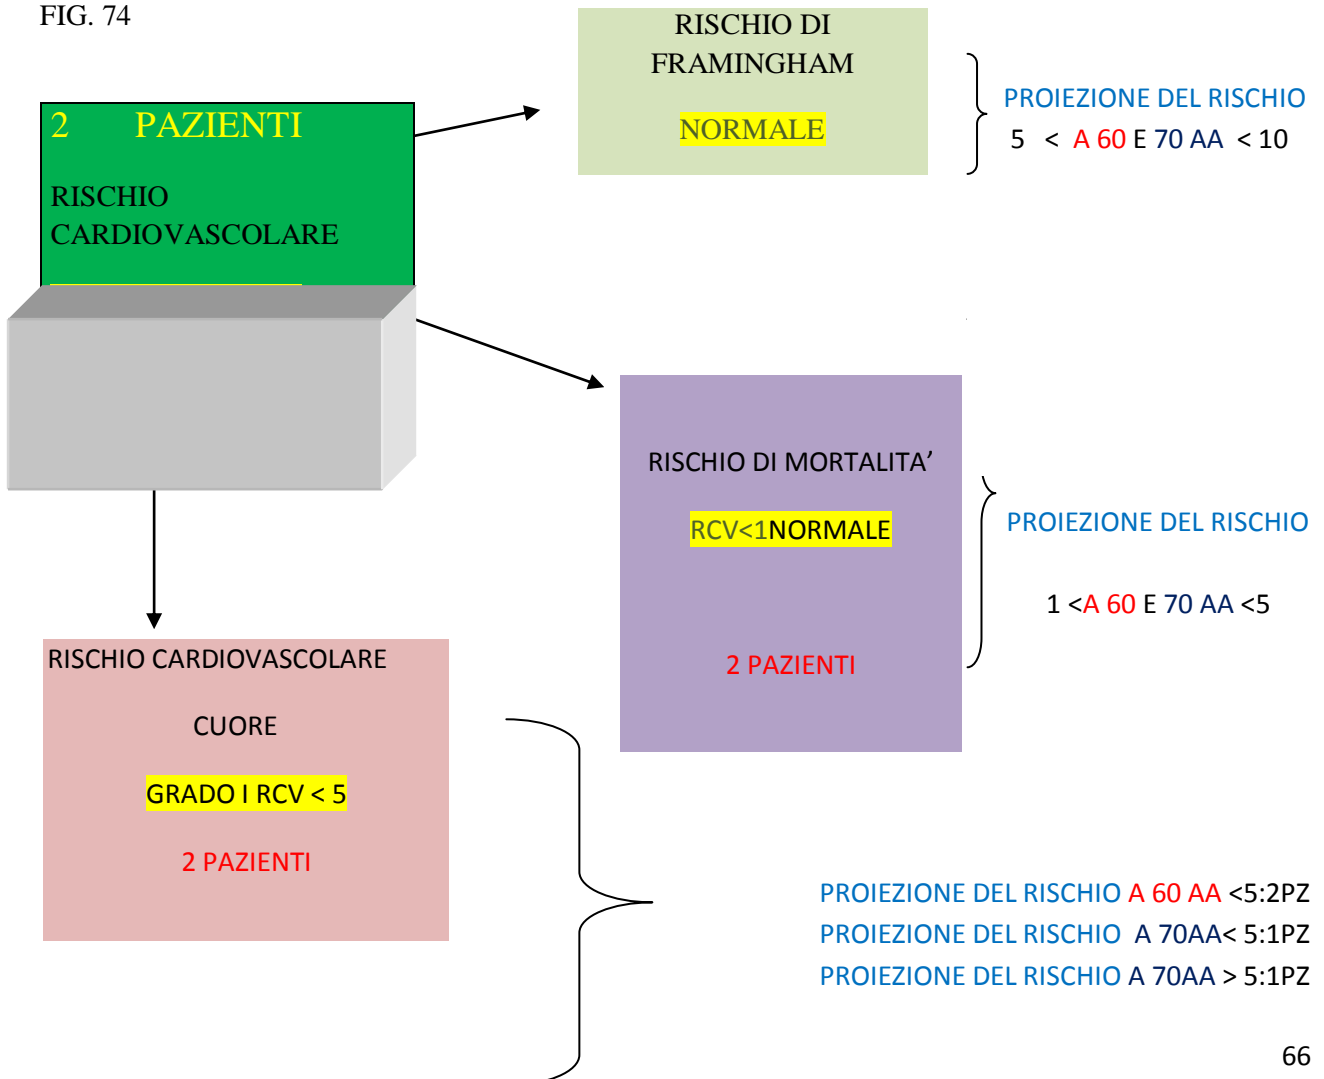 FIG. 74
RISCHIO DI
FRAMINGHAM
NORMALE
PROIEZIONE DEL RISCHIO
5 < A 60 E 70 AA < 10
2 PAZIENTI
RISCHIO
CARDIOVASCOLARE
RISCHIO DI MORTALITA’
RCV<1NORMALE
2 PAZIENTI
PROIEZIONE DEL RISCHIO
1 <A 60 E 70 AA <5
RISCHIO CARDIOVASCOLARE
CUORE
GRADO I RCV < 5
2 PAZIENTI
PROIEZIONE DEL RISCHIO A 60 AA <5:2PZ
PROIEZIONE DEL RISCHIO A 70AA< 5:1PZ
PROIEZIONE DEL RISCHIO A 70AA > 5:1PZ
66